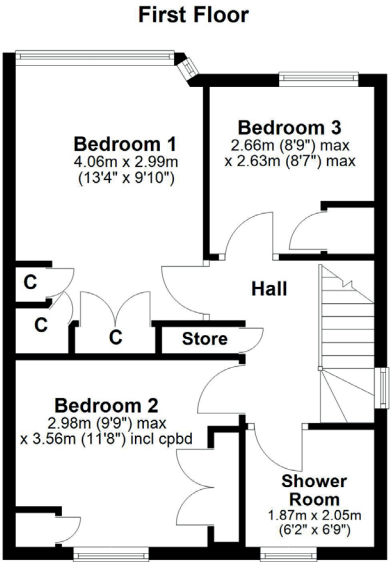 First Floor
Bedroom 1
4.06m x 2.99m
(13'4" x 9'10")
Bedroom 3
2.66m (8'9") max
x 2.63m (8'7") max
C
C
C
Hall
Store
Bedroom 2
2.98m (9'9") max
x 3.56m (11'8") incl cpbd
Shower
Room
1.87m x 2.05m
(6'2" x 6'9")